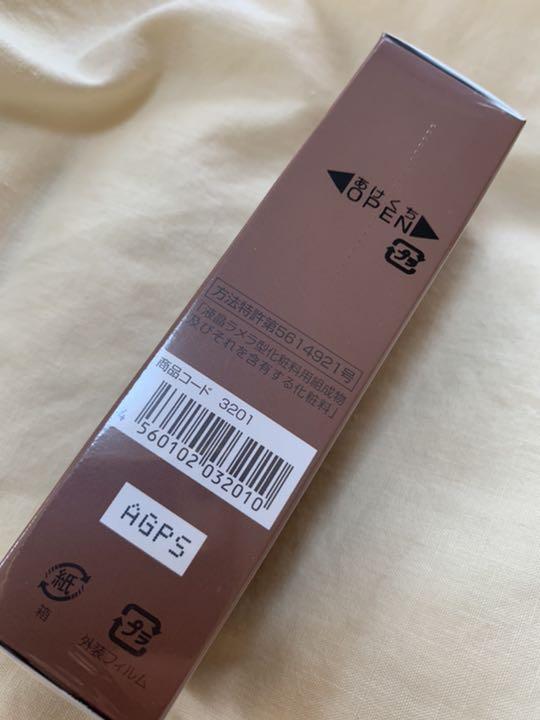 あけくち
OPEN
プラ
方法特許第5614921号
「液晶ラメラ型化粧料用組成物
及びそれを含有する化粧料」
商品コード 3201
4 560102 032010
AGPS
紙
箱
プラ
外装フィルム